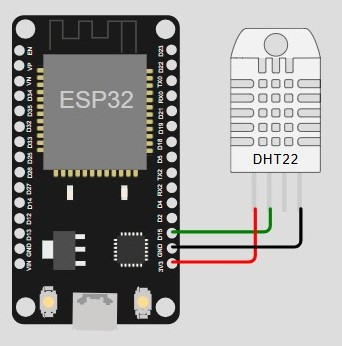 EN
VP
VN
D34
D35
D32
D33
D25
D26
D27
D14
D12
D13
GND
VIN
ESP32
D23
D22
TX0
RX0
D21
D19
D18
D5
TX2
RX2
D4
D2
D15
GND
3V3
DHT22